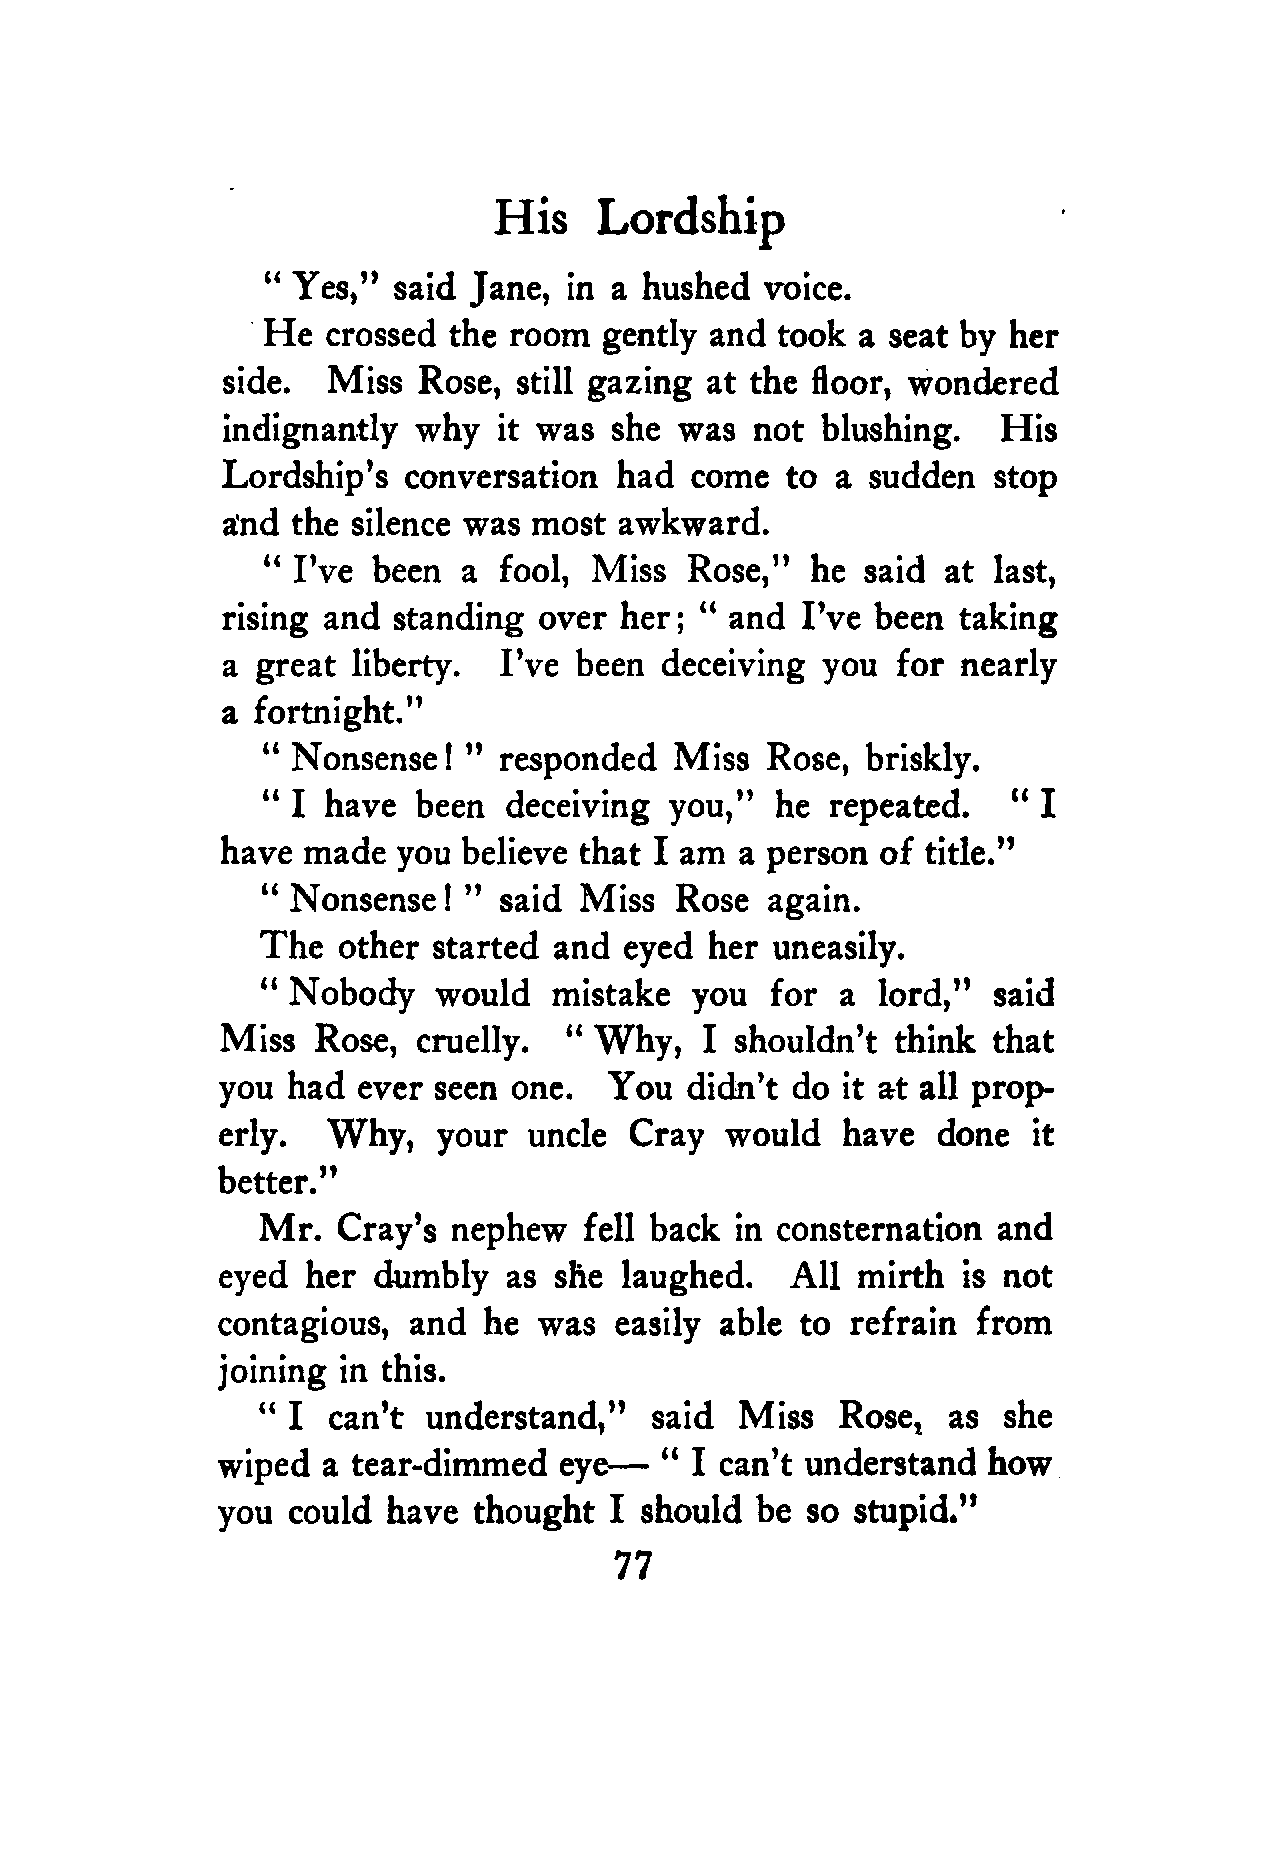 His Lordship
" Yes," said Jane, in a hushed voice.
He crossed the room gently and took a seat by her
side. Miss Rose, still gazing at the floor, wondered
indignantly why it was she was not blushing. His
Lordship's conversation had come to a sudden stop
and the silence was most awkward.
" I've been a fool, Miss Rose," he said at last,
rising and standing over her; " and I've been taking
a great liberty. I've been deceiving you for nearly
a fortnight."
" Nonsense! " responded Miss Rose, briskly.
" I have been deceiving you," he repeated. " I
have made you believe that I am a person of title."
" Nonsense! " said Miss Rose again.
The other started and eyed her uneasily.
" Nobody would mistake you for a lord," said
Miss Rose, cruelly. " Why, I shouldn't think that
you had ever seen one. You didn't do it at all prop-
erly. Why, your uncle Cray would have done it
better."
Mr. Cray's nephew fell back in consternation and
eyed her dumbly as she laughed. All mirth is not
contagious, and he was easily able to refrain from
joining in this.
" I can't understand," said Miss Rose, as she
wiped a tear-dimmed eye— " I can't understand how
you could have thought I should be so stupid."
77